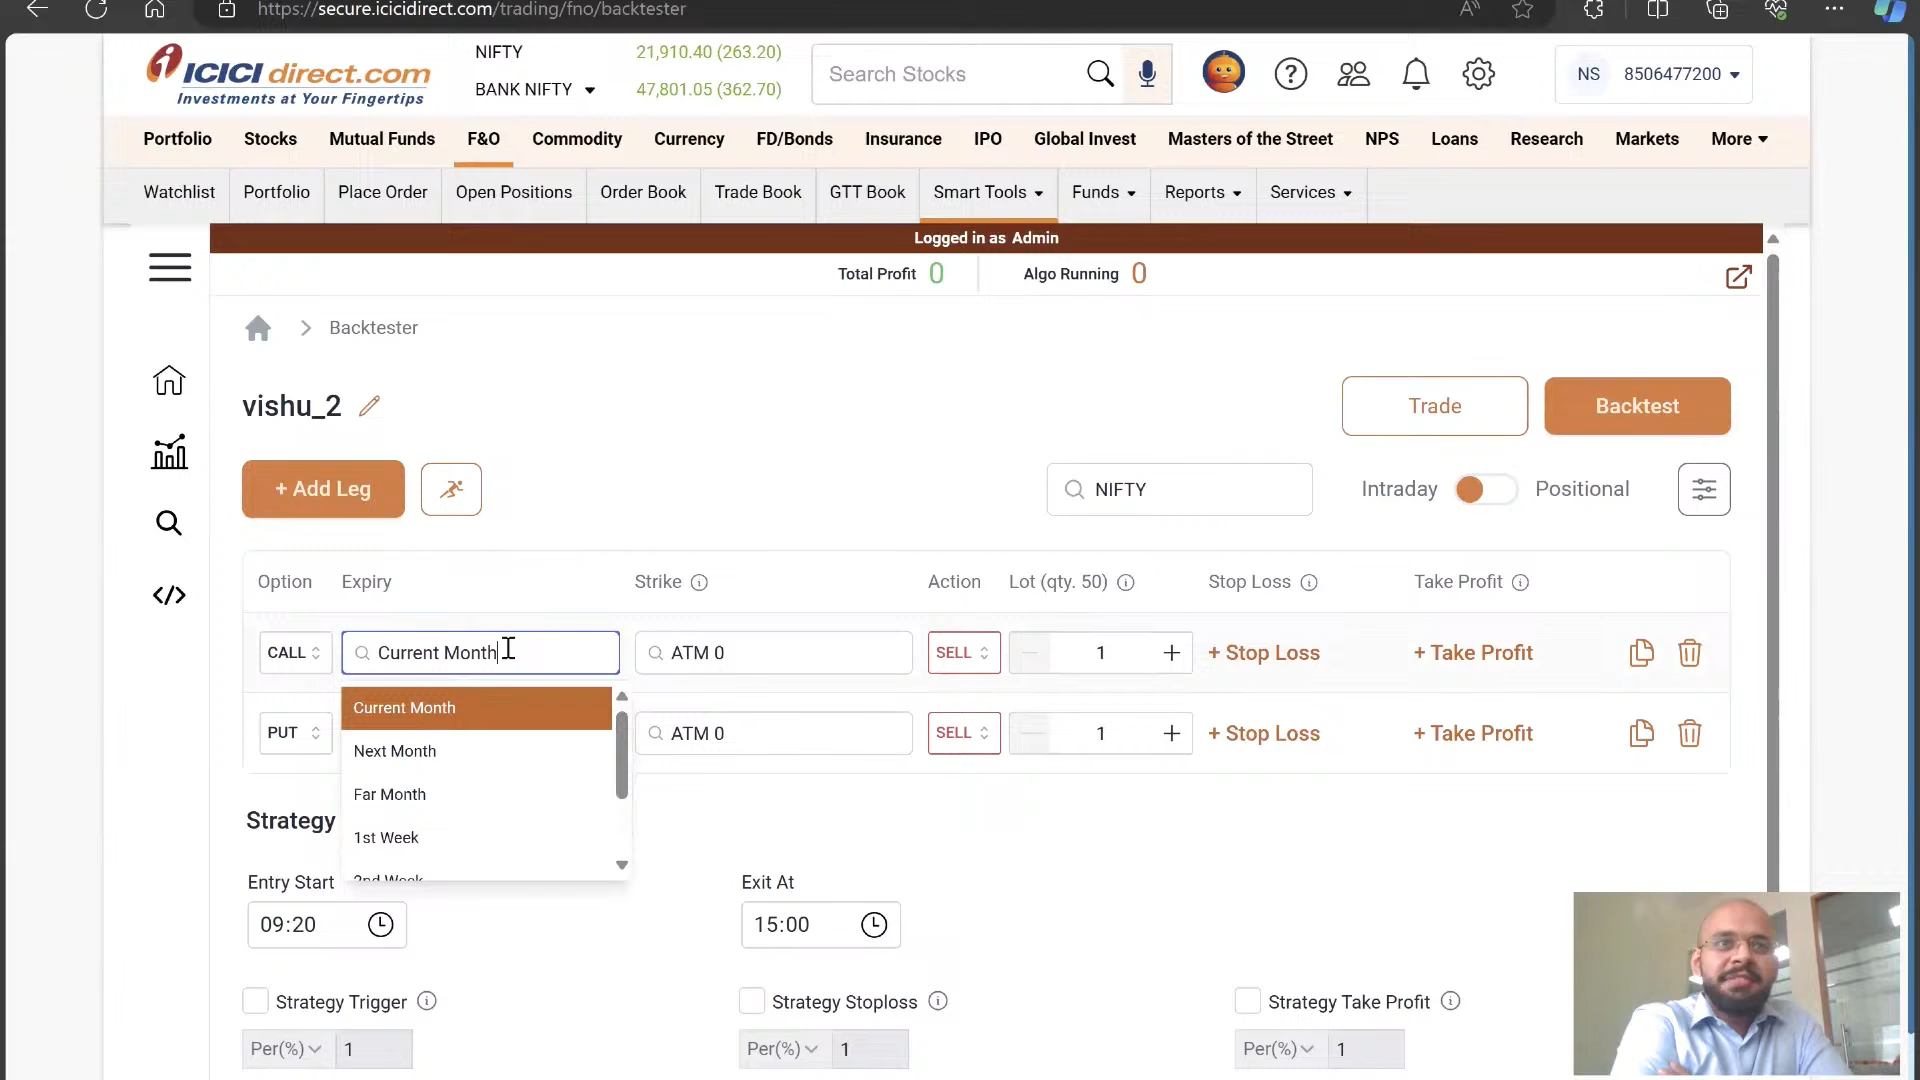 https://secure.icicidirect.com/trading/fno/backtester
ICICI direct.com
Investments at Your Fingertips
NIFTY 21,910.40 (263.20)
BANK NIFTY 47,801.05 (362.70)
Search Stocks
NS 8506477200
Portfolio Stocks Mutual Funds F&O Commodity Currency FD/Bonds Insurance IPO Global Invest Masters of the Street NPS Loans Research Markets More
Watchlist Portfolio Place Order Open Positions Order Book Trade Book GTT Book Smart Tools Funds Reports Services
Logged in as Admin
Total Profit 0 Algo Running 0
Backtester
vishu_2
Trade Backtest
+ Add Leg
NIFTY
Intraday Positional
Option Expiry Strike Action Lot (qty. 50) Stop Loss Take Profit
CALL Current Month ATM 0 SELL 1 + Stop Loss + Take Profit
Current Month
PUT ATM 0 SELL 1 + Stop Loss + Take Profit
Next Month
Far Month
1st Week
2nd Week
Strategy
Entry Start Exit At
09:20 15:00
Strategy Trigger Strategy Stoploss Strategy Take Profit
Per(%) 1 Per(%) 1 Per(%) 1